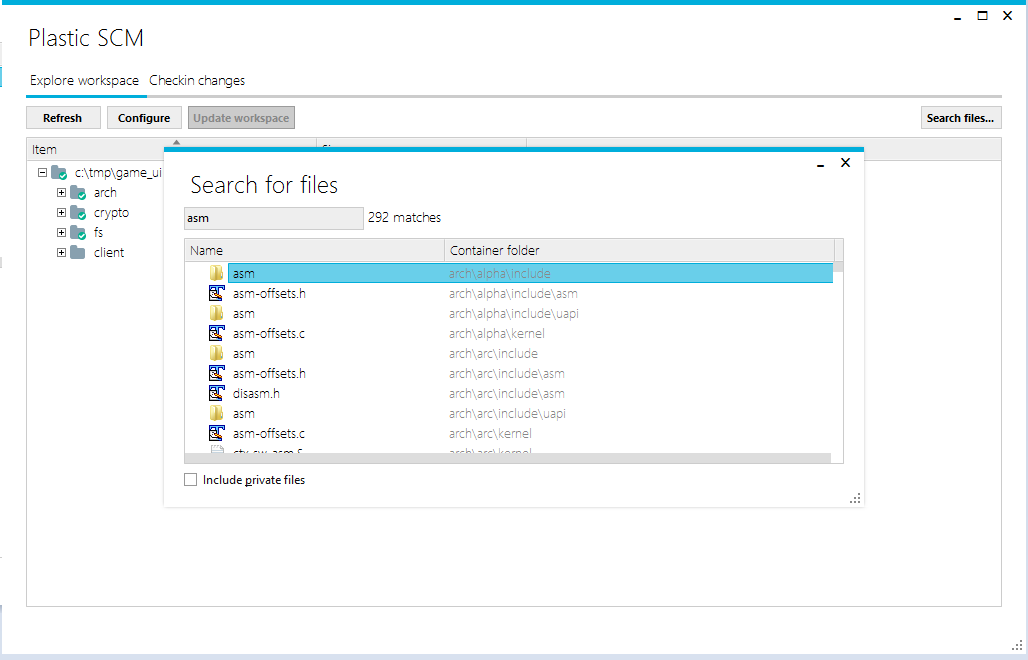 Plastic SCM
Explore workspace Checkin changes
Refresh Configure Update workspace Search files...
Item
c:\tmp\game_ui
arch
crypto
fs
client
Search for files
asm 292 matches
Name Container folder
asm arch\alpha\include
asm-offsets.h arch\alpha\include\asm
asm arch\alpha\include\uapi
asm-offsets.c arch\alpha\kernel
asm arch\arc\include
asm-offsets.h arch\arc\include\asm
disasm.h arch\arc\include\asm
asm arch\arc\include\uapi
asm-offsets.c arch\arc\kernel
ctx_sw_asm.S arch\arc\kernel
Include private files